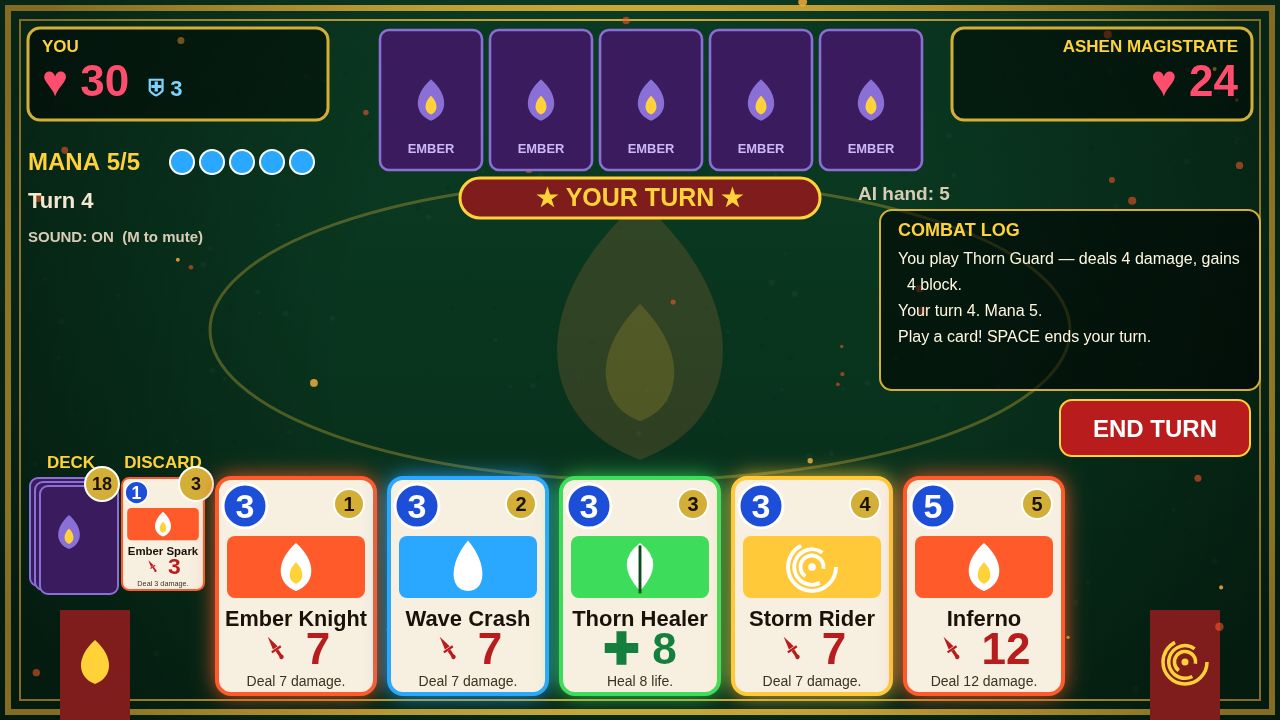 YOU
♥ 30 ⛨ 3
MANA 5/5
Turn 4
SOUND: ON (M to mute)
EMBER EMBER EMBER EMBER EMBER
ASHEN MAGISTRATE
♥ 24
★ YOUR TURN ★
AI hand: 5
COMBAT LOG
You play Thorn Guard — deals 4 damage, gains
4 block.
Your turn 4. Mana 5.
Play a card! SPACE ends your turn.
END TURN
DECK
18
DISCARD
3
1
Ember Spark
3
Deal 3 damage.
3 1
Ember Knight
7
Deal 7 damage.
3 2
Wave Crash
7
Deal 7 damage.
3 3
Thorn Healer
8
Heal 8 life.
3 4
Storm Rider
7
Deal 7 damage.
5 5
Inferno
12
Deal 12 damage.